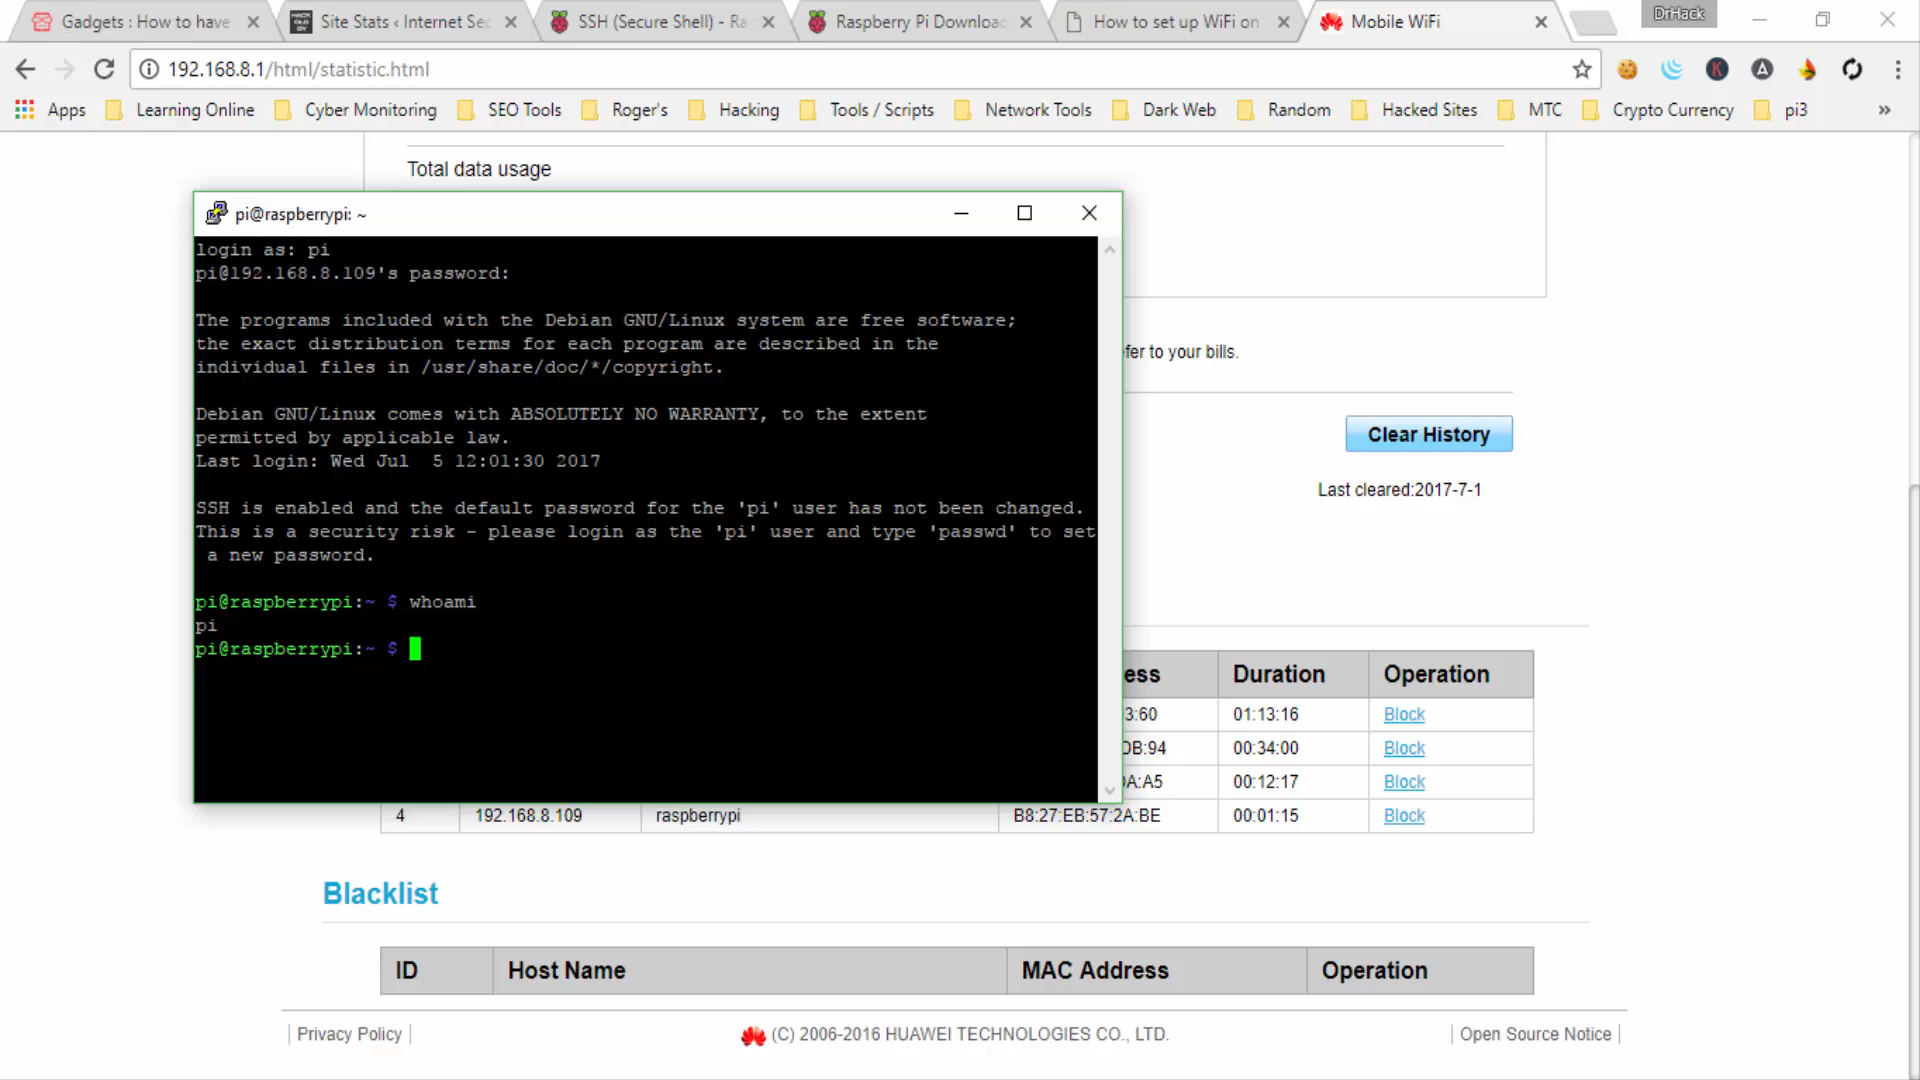 Gadgets : How to have
Site Stats ‹ Internet Sec
SSH (Secure Shell) - Ra
Raspberry Pi Download
How to set up WiFi on
Mobile WiFi
DrHack
192.168.8.1/html/statistic.html
Apps
Learning Online
Cyber Monitoring
SEO Tools
Roger's
Hacking
Tools / Scripts
Network Tools
Dark Web
Random
Hacked Sites
MTC
Crypto Currency
pi3
»
Total data usage
pi@raspberrypi: ~
login as: pi
pi@192.168.8.109's password:
The programs included with the Debian GNU/Linux system are free software;
the exact distribution terms for each program are described in the
individual files in /usr/share/doc/*/copyright.
Debian GNU/Linux comes with ABSOLUTELY NO WARRANTY, to the extent
permitted by applicable law.
Last login: Wed Jul  5 12:01:30 2017
SSH is enabled and the default password for the 'pi' user has not been changed.
This is a security risk - please login as the 'pi' user and type 'passwd' to set
a new password.
pi@raspberrypi:~ $ whoami
pi
pi@raspberrypi:~ $
fer to your bills.
Clear History
Last cleared:2017-7-1
ess Duration Operation
3:60 01:13:16 Block
DB:94 00:34:00 Block
DA:A5 00:12:17 Block
4 192.168.8.109 raspberrypi B8:27:EB:57:2A:BE 00:01:15 Block
Blacklist
ID Host Name MAC Address Operation
Privacy Policy
(C) 2006-2016 HUAWEI TECHNOLOGIES CO., LTD.
Open Source Notice